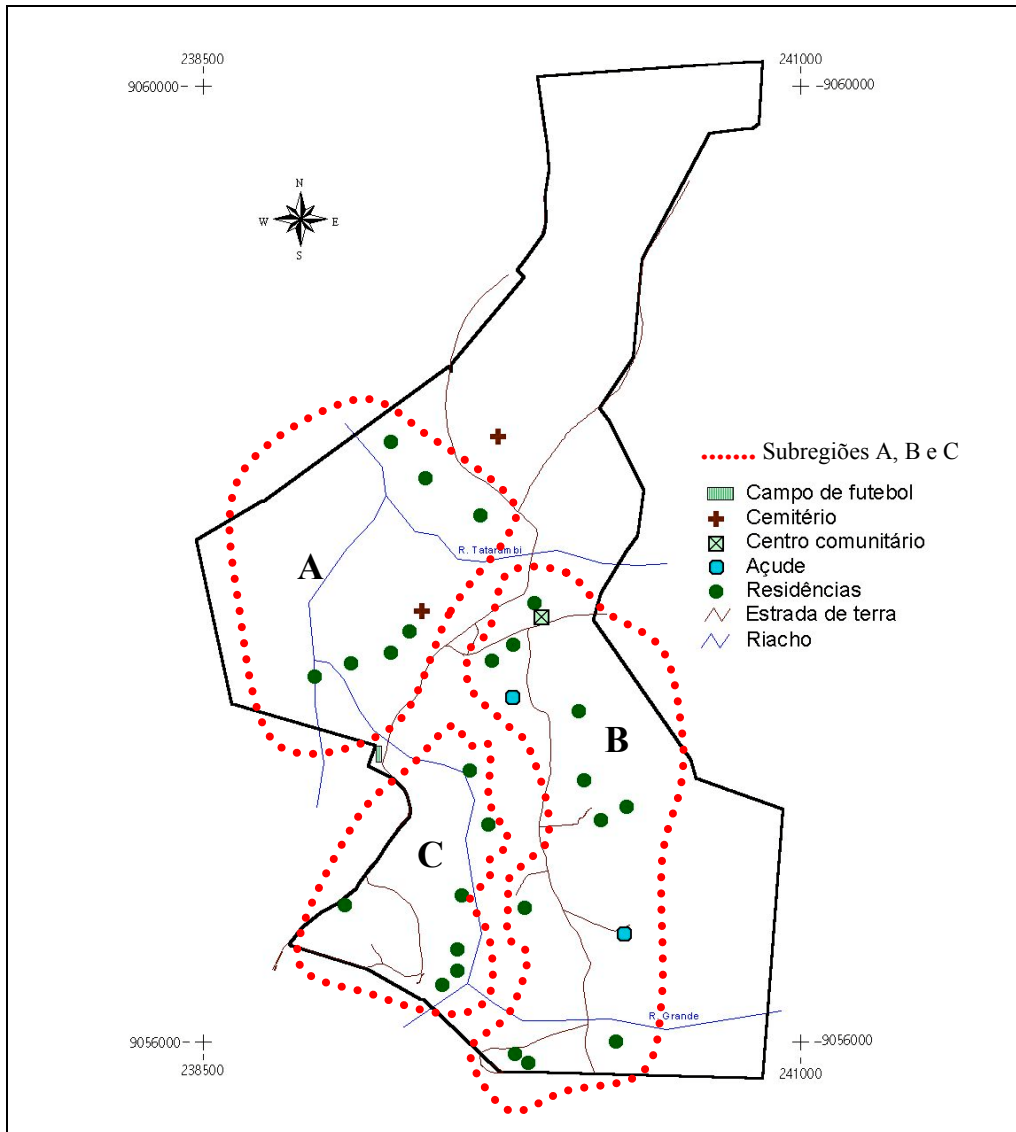 238500
241000
9060000
9060000
N
W
E
S
Subregiões A, B e C
Campo de futebol
Cemitério
Centro comunitário
Açude
Residências
Estrada de terra
Riacho
R. Tatarambi
A
B
C
R. Grande
9056000
9056000
238500
241000